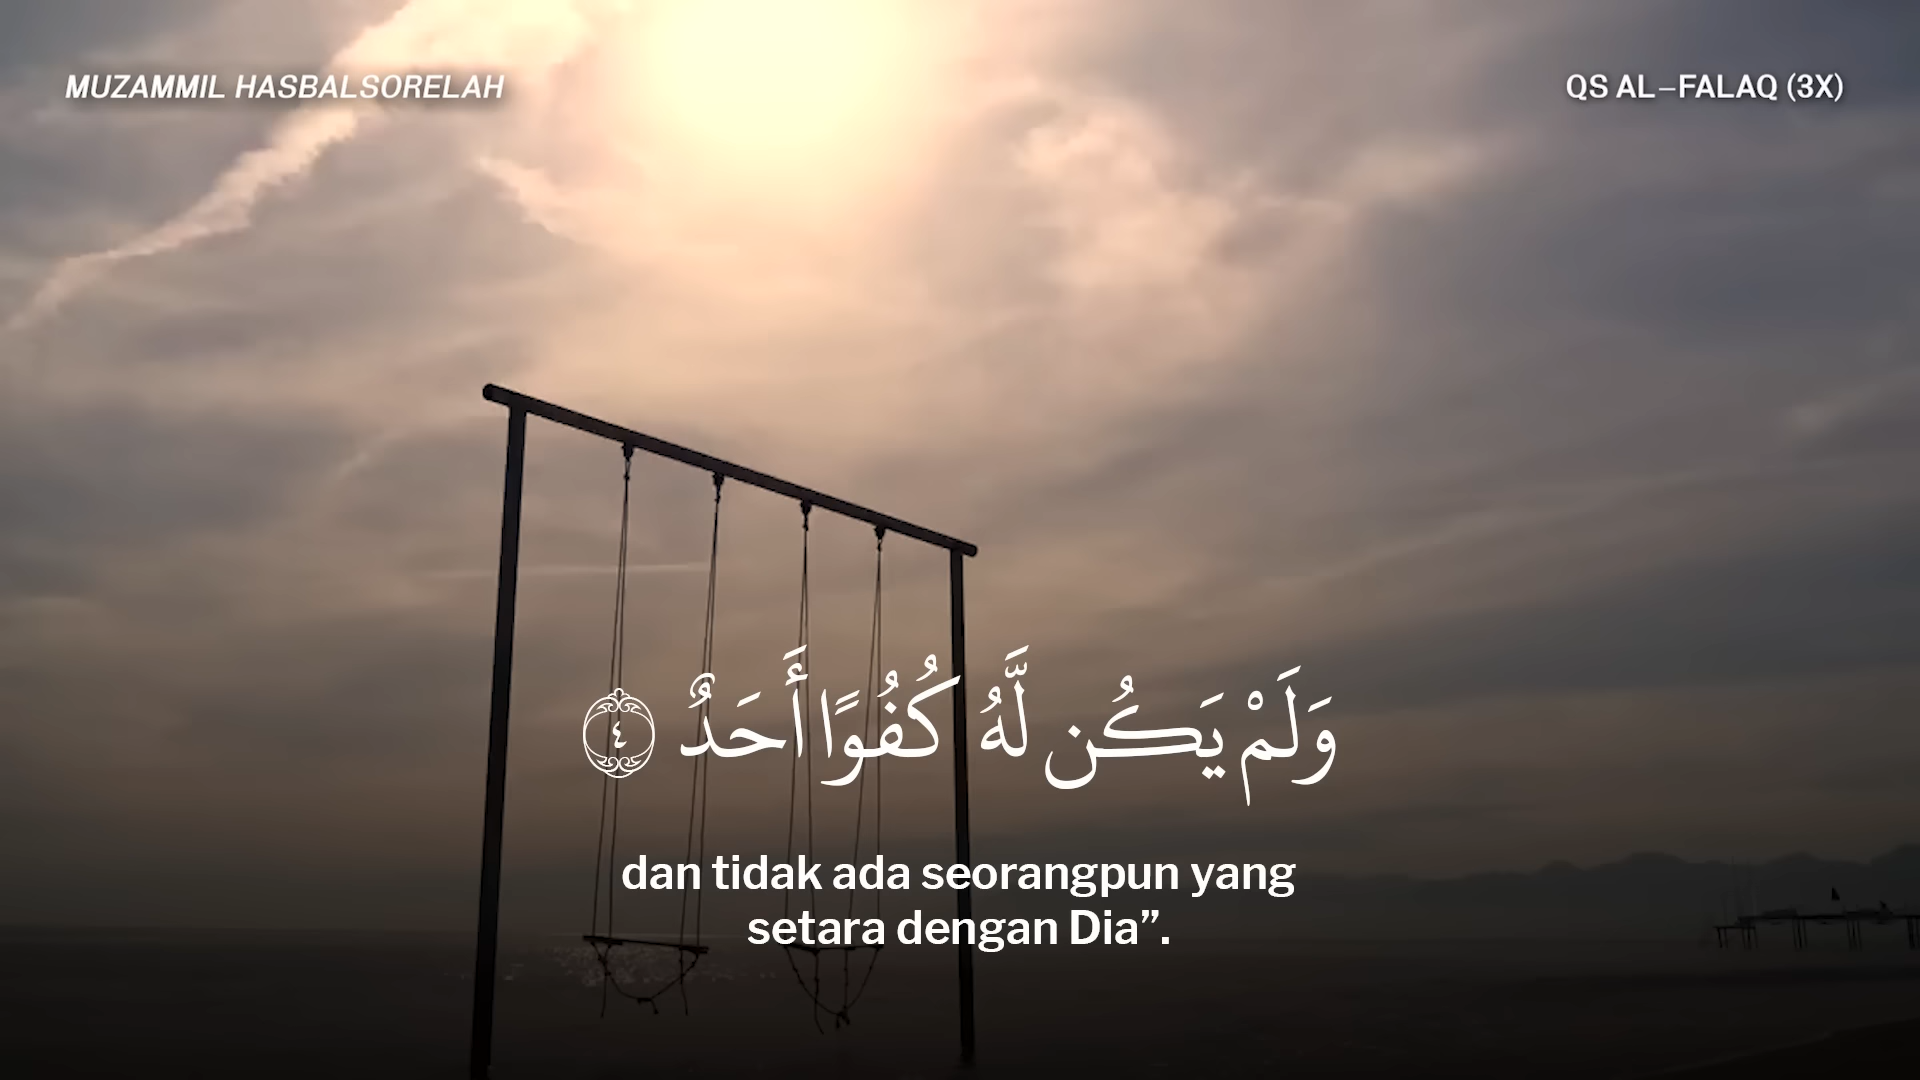 MUZAMMIL HASBALSORELAH
QS AL–FALAQ (3X)
وَلَمْ يَكُن لَّهُ كُفُوًا أَحَدٌ ٤
dan tidak ada seorangpun yang
setara dengan Dia”.